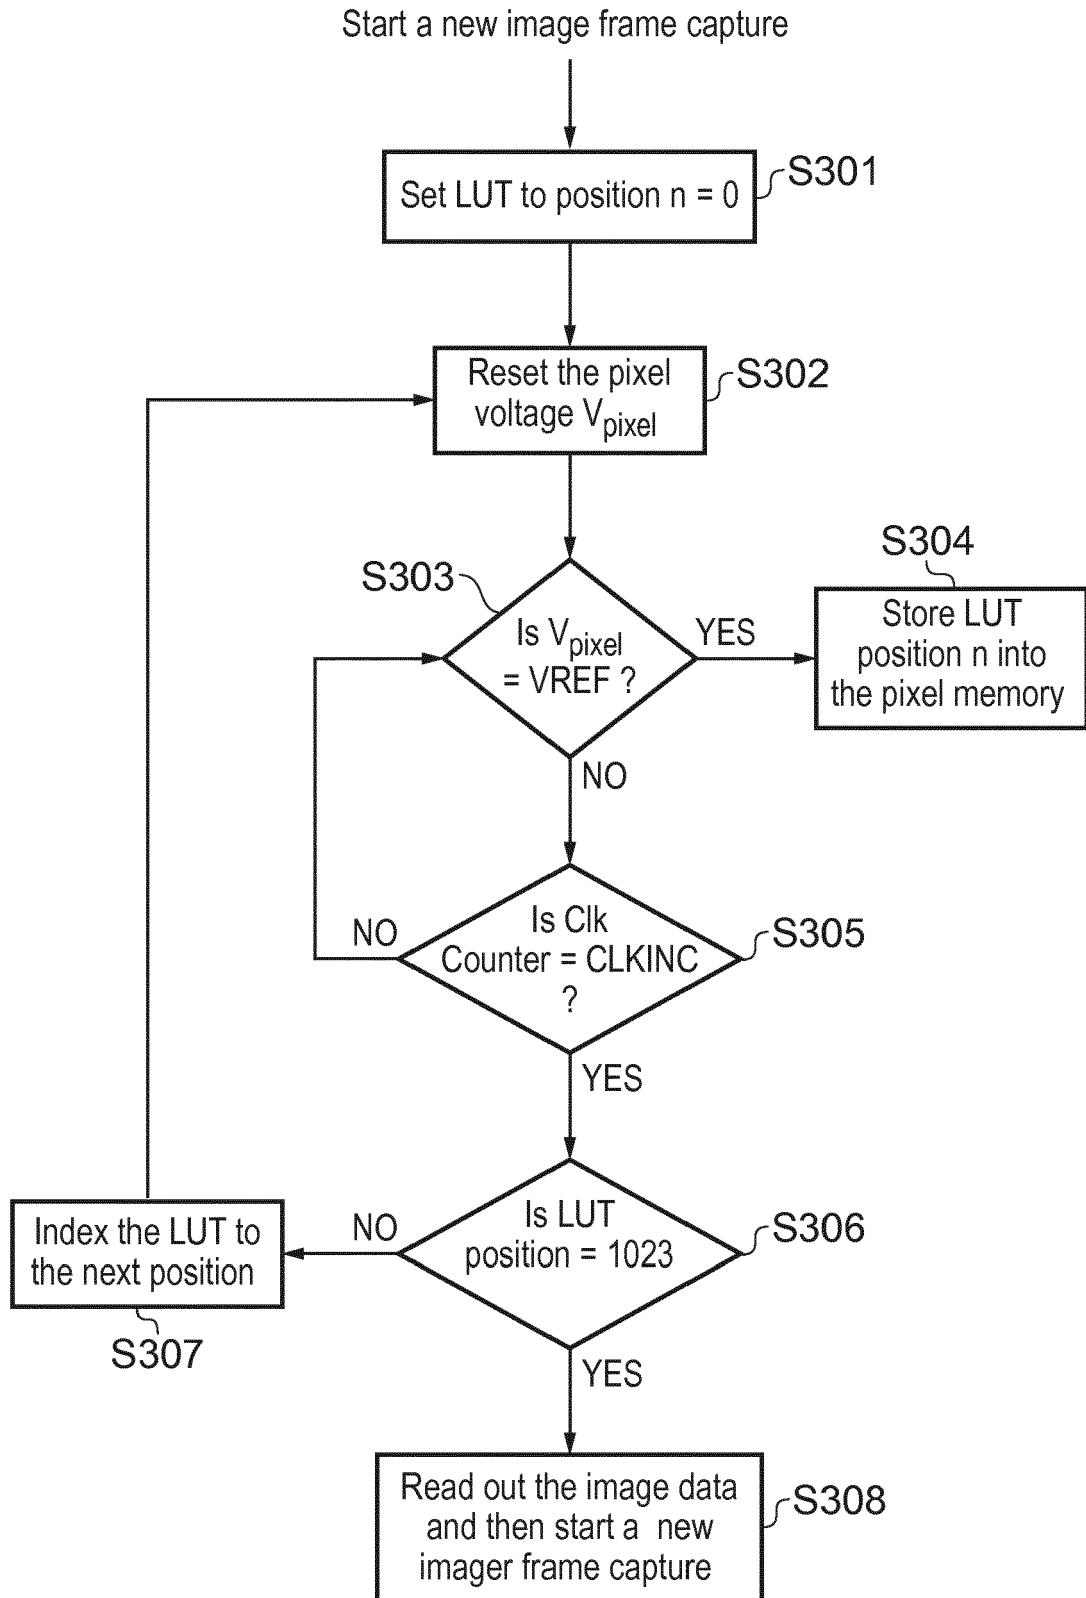 Start a new image frame capture
S301
Set LUT to position n = 0
S302
Reset the pixel
voltage Vpixel
S304
S303
Store LUT
position n into
the pixel memory
Is Vpixel
= VREF ?
YES
NO
Is Clk
Counter = CLKINC
?
NO
S305
YES
Is LUT
position = 1023
NO
S306
Index the LUT to
the next position
S307
YES
Read out the image data
and then start a new
imager frame capture
S308